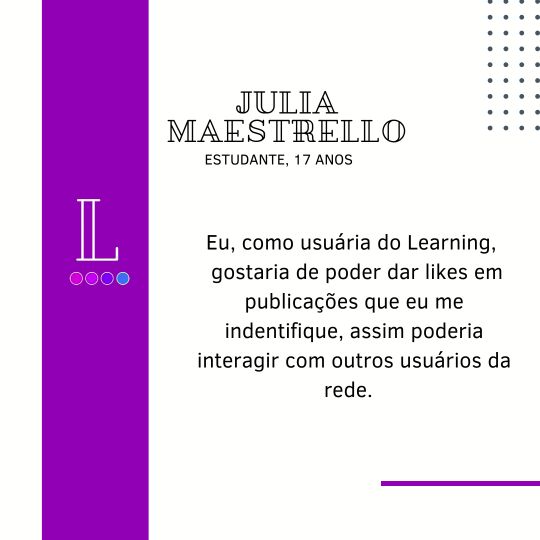 JULIA
MAESTRELLO
ESTUDANTE, 17 ANOS
L
Eu, como usuária do Learning,
gostaria de poder dar likes em
publicações que eu me
indentifique, assim poderia
interagir com outros usuários da
rede.